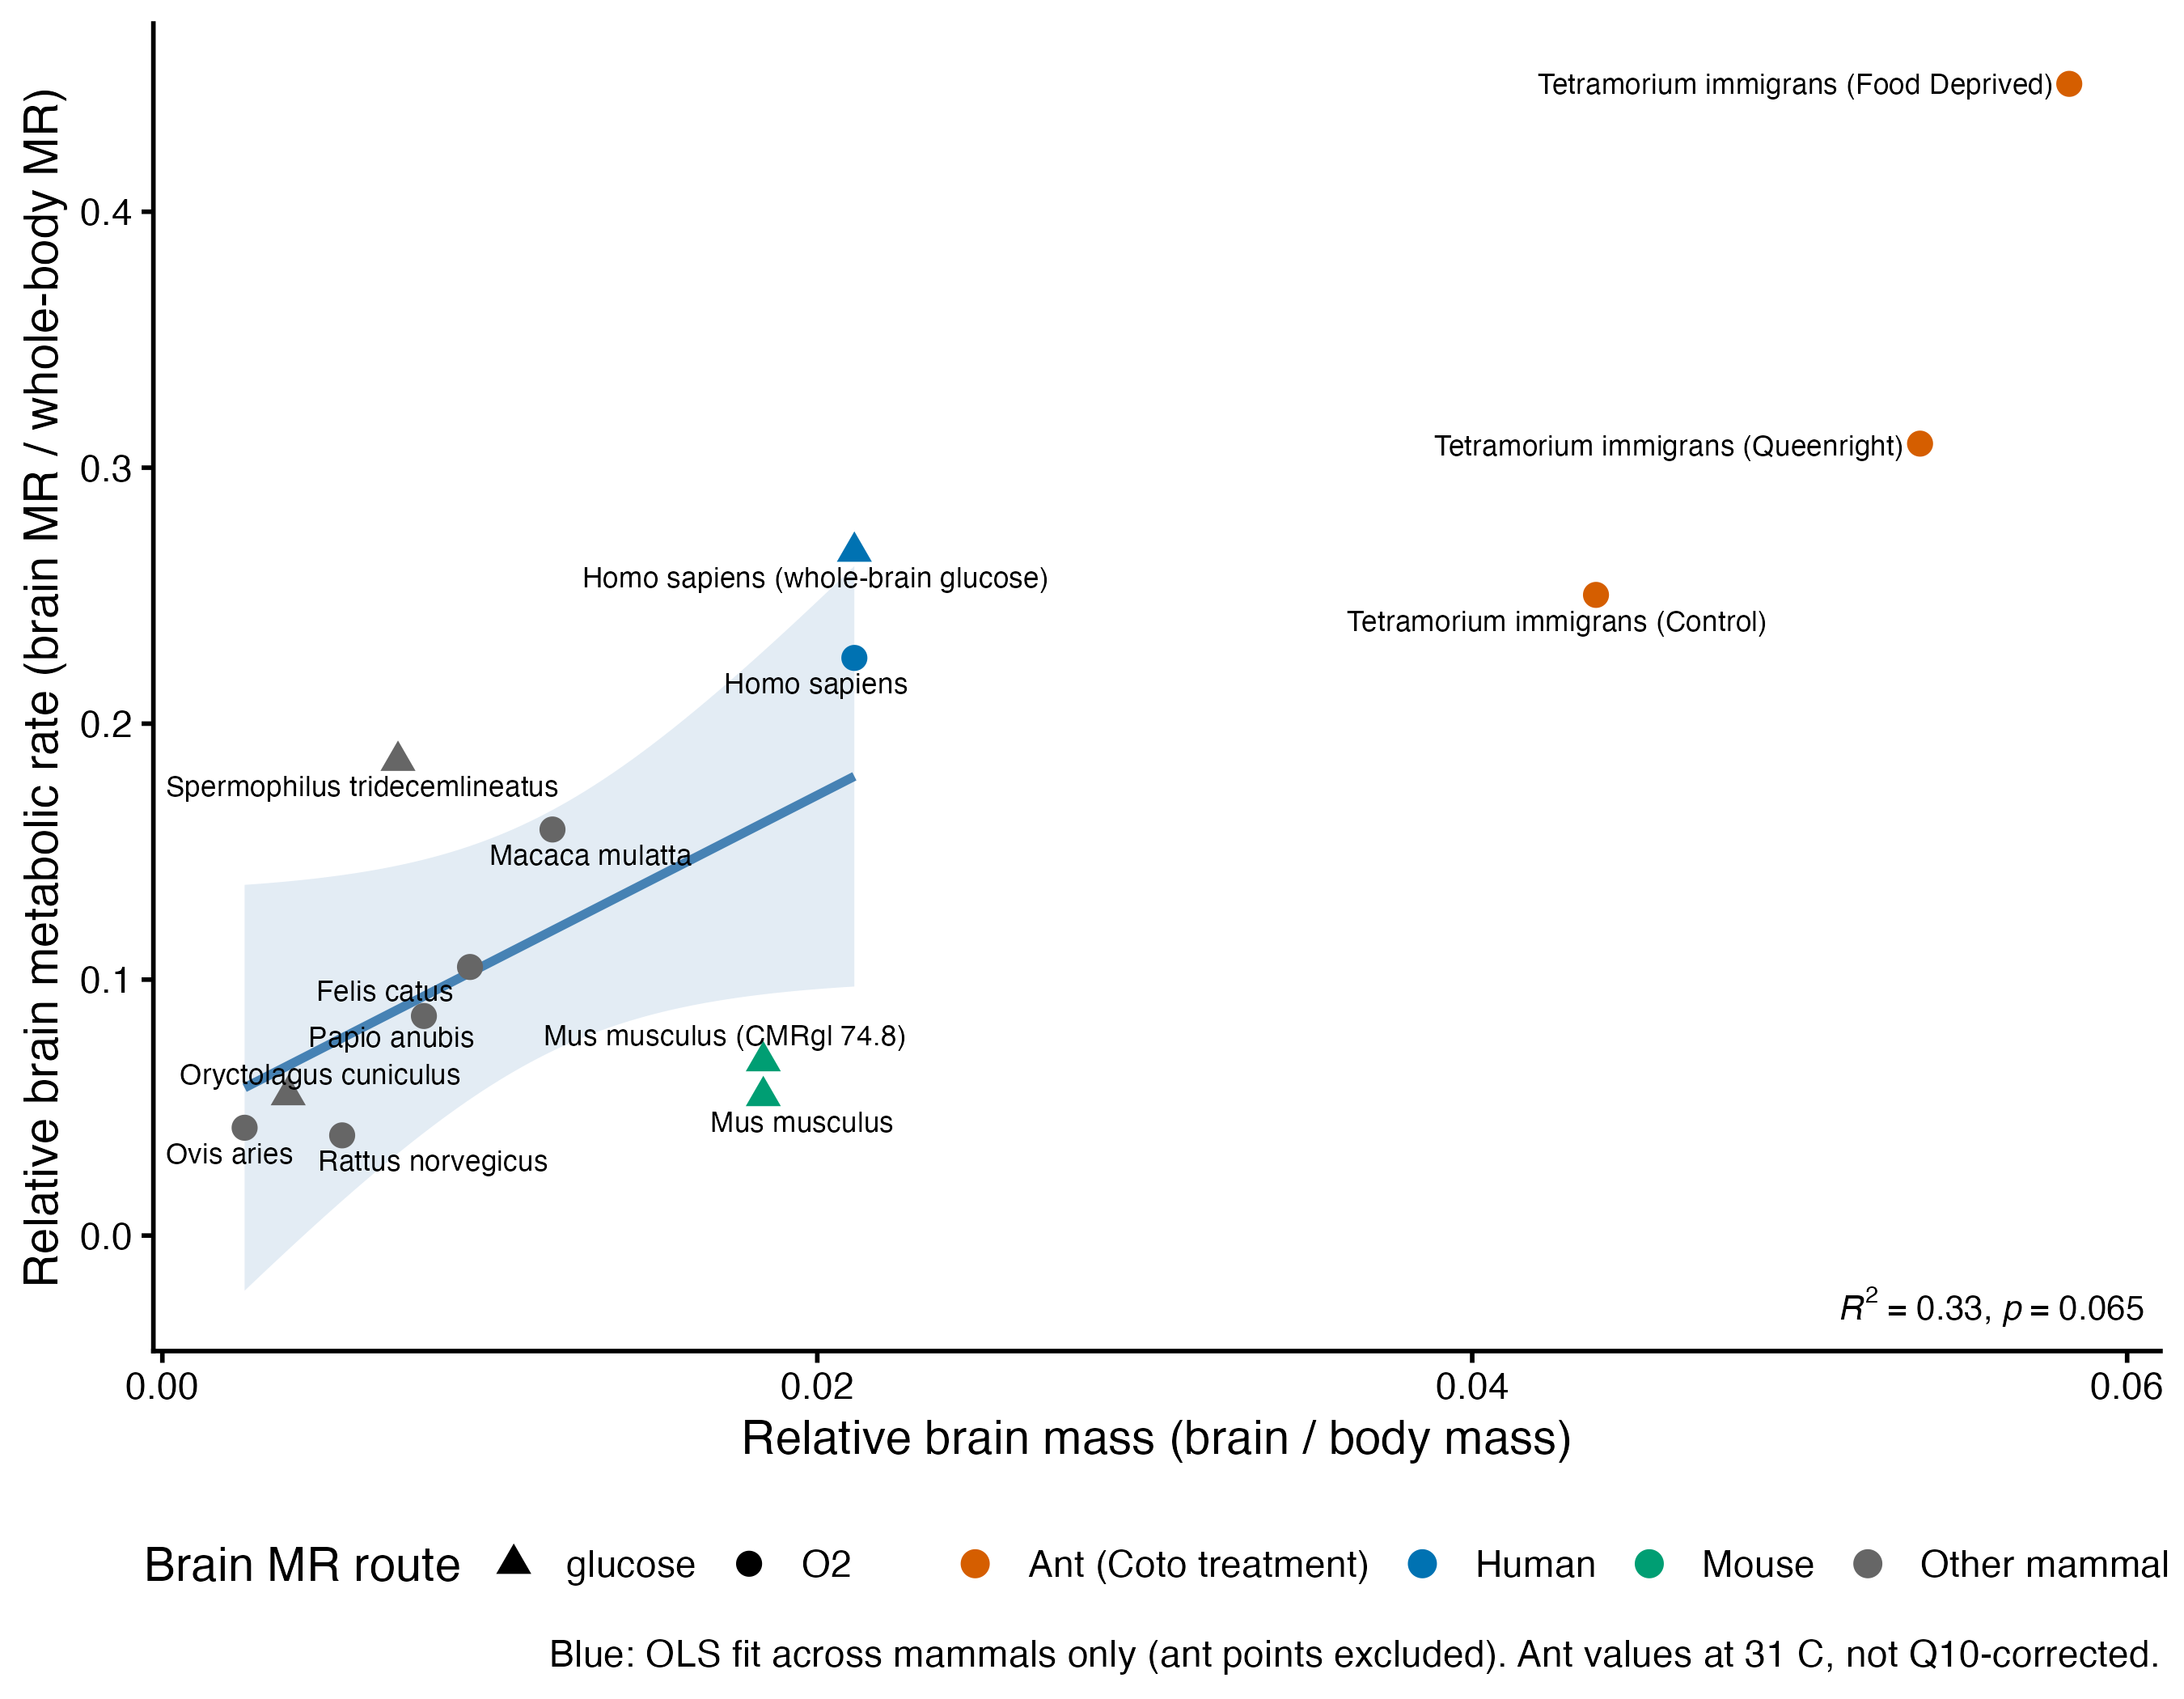 Relative brain metabolic rate (brain MR / whole-body MR)
0.4
0.3
0.2
0.1
0.0
Tetramorium immigrans (Food Deprived)
Tetramorium immigrans (Queenright)
Homo sapiens (whole-brain glucose)
Tetramorium immigrans (Control)
Homo sapiens
Spermophilus tridecemlineatus
Macaca mulatta
Felis catus
Papio anubis
Mus musculus (CMRgl 74.8)
Oryctolagus cuniculus
Mus musculus
Ovis aries
Rattus norvegicus
R2 = 0.33, p = 0.065
0.00
0.02
0.04
0.06
Relative brain mass (brain / body mass)
Brain MR route glucose O2 Ant (Coto treatment) Human Mouse Other mammal
Blue: OLS fit across mammals only (ant points excluded). Ant values at 31 C, not Q10-corrected.